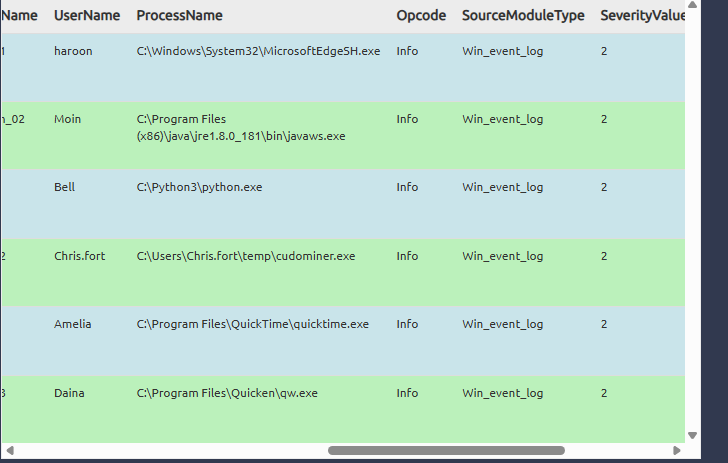 Name UserName ProcessName Opcode SourceModuleType SeverityValue
1 haroon C:\Windows\System32\MicrosoftEdgeSH.exe Info Win_event_log 2
_02 Moin C:\Program Files Info Win_event_log 2
(x86)\java\jre1.8.0_181\bin\javaws.exe
Bell C:\Python3\python.exe Info Win_event_log 2
2 Chris.fort C:\Users\Chris.fort\temp\cudominer.exe Info Win_event_log 2
Amelia C:\Program Files\QuickTime\quicktime.exe Info Win_event_log 2
3 Daina C:\Program Files\Quicken\qw.exe Info Win_event_log 2